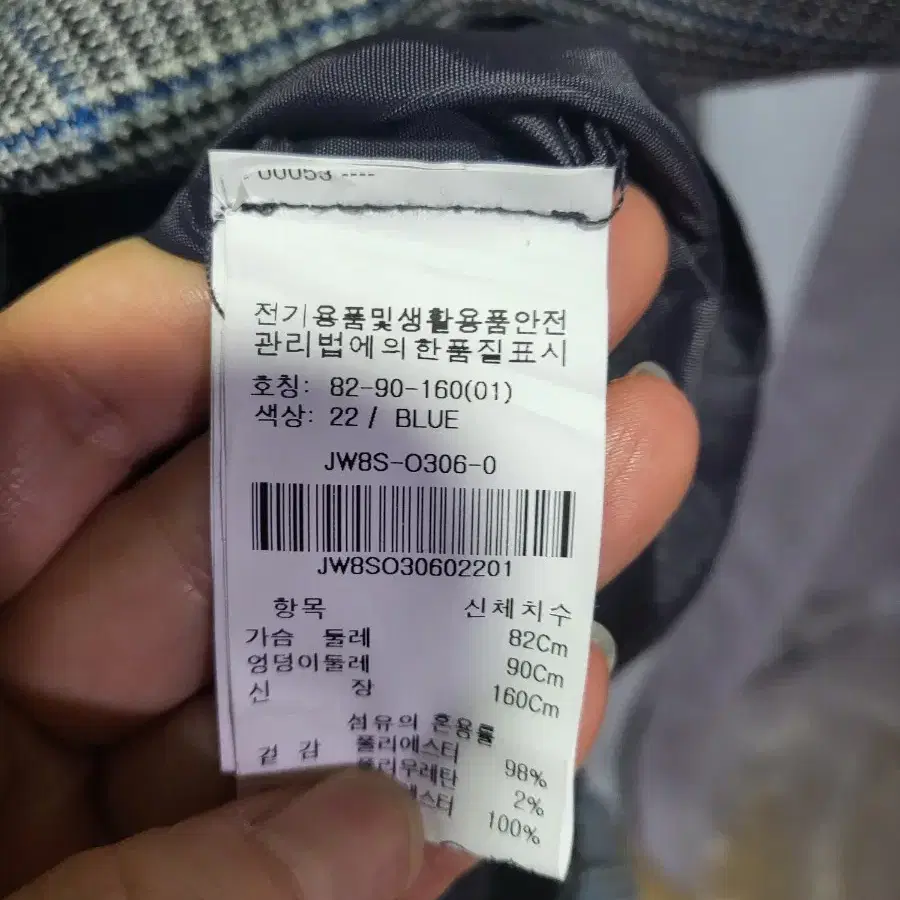 00053 ----
전기용품및생활용품안전
관리법에의한품질표시
호칭: 82-90-160(01)
색상: 22 / BLUE
JW8S-O306-0
JW8SO30602201
항목 신체치수
가슴 둘레 82Cm
엉덩이둘레 90Cm
신 장 160Cm
섬유의 혼용률
겉 감 폴리에스터 98%
폴리우레탄 2%
100%